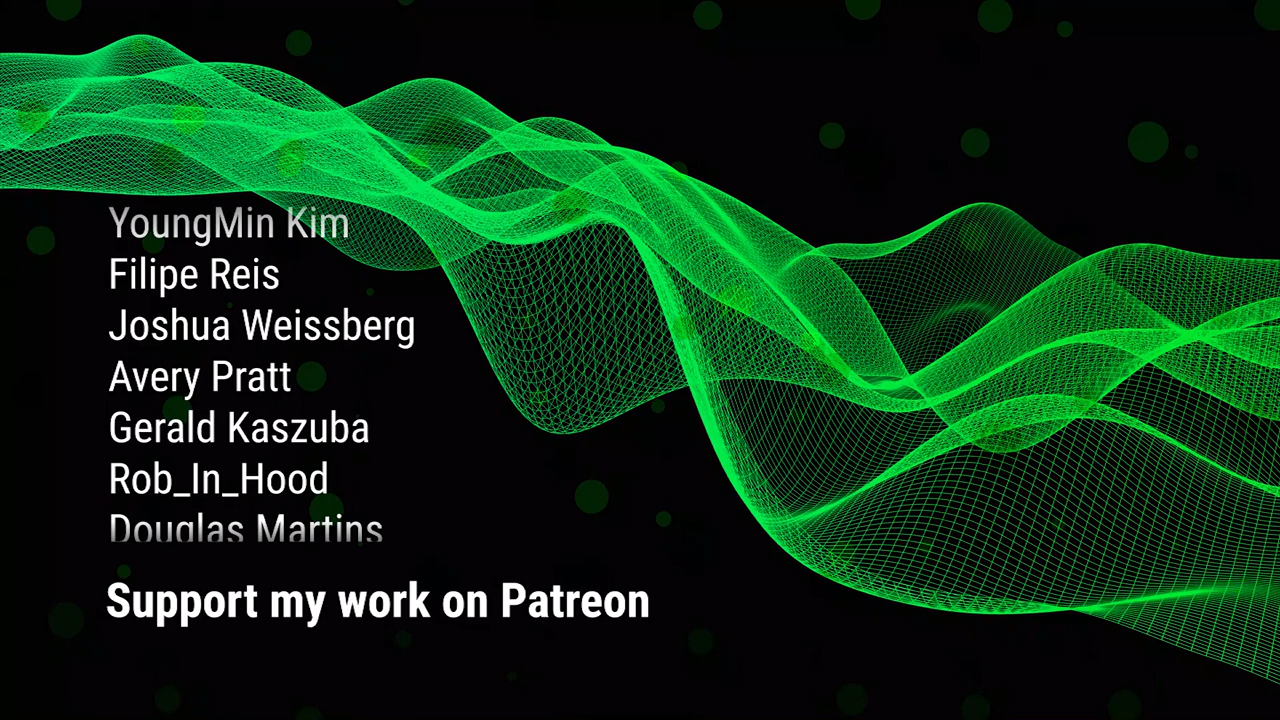 YoungMin Kim
Filipe Reis
Joshua Weissberg
Avery Pratt
Gerald Kaszuba
Rob_In_Hood
Douglas Martins
Support my work on Patreon